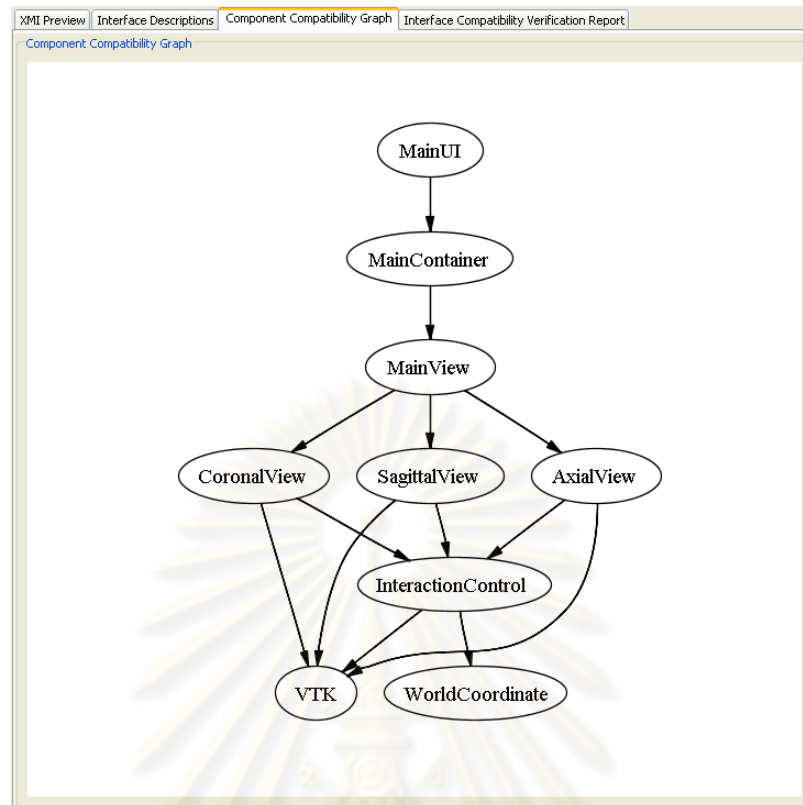 XMI Preview Interface Descriptions Component Compatibility Graph Interface Compatibility Verification Report
Component Compatibility Graph
MainUI
MainContainer
MainView
CoronalView SagittalView AxialView
InteractionControl
VTK WorldCoordinate